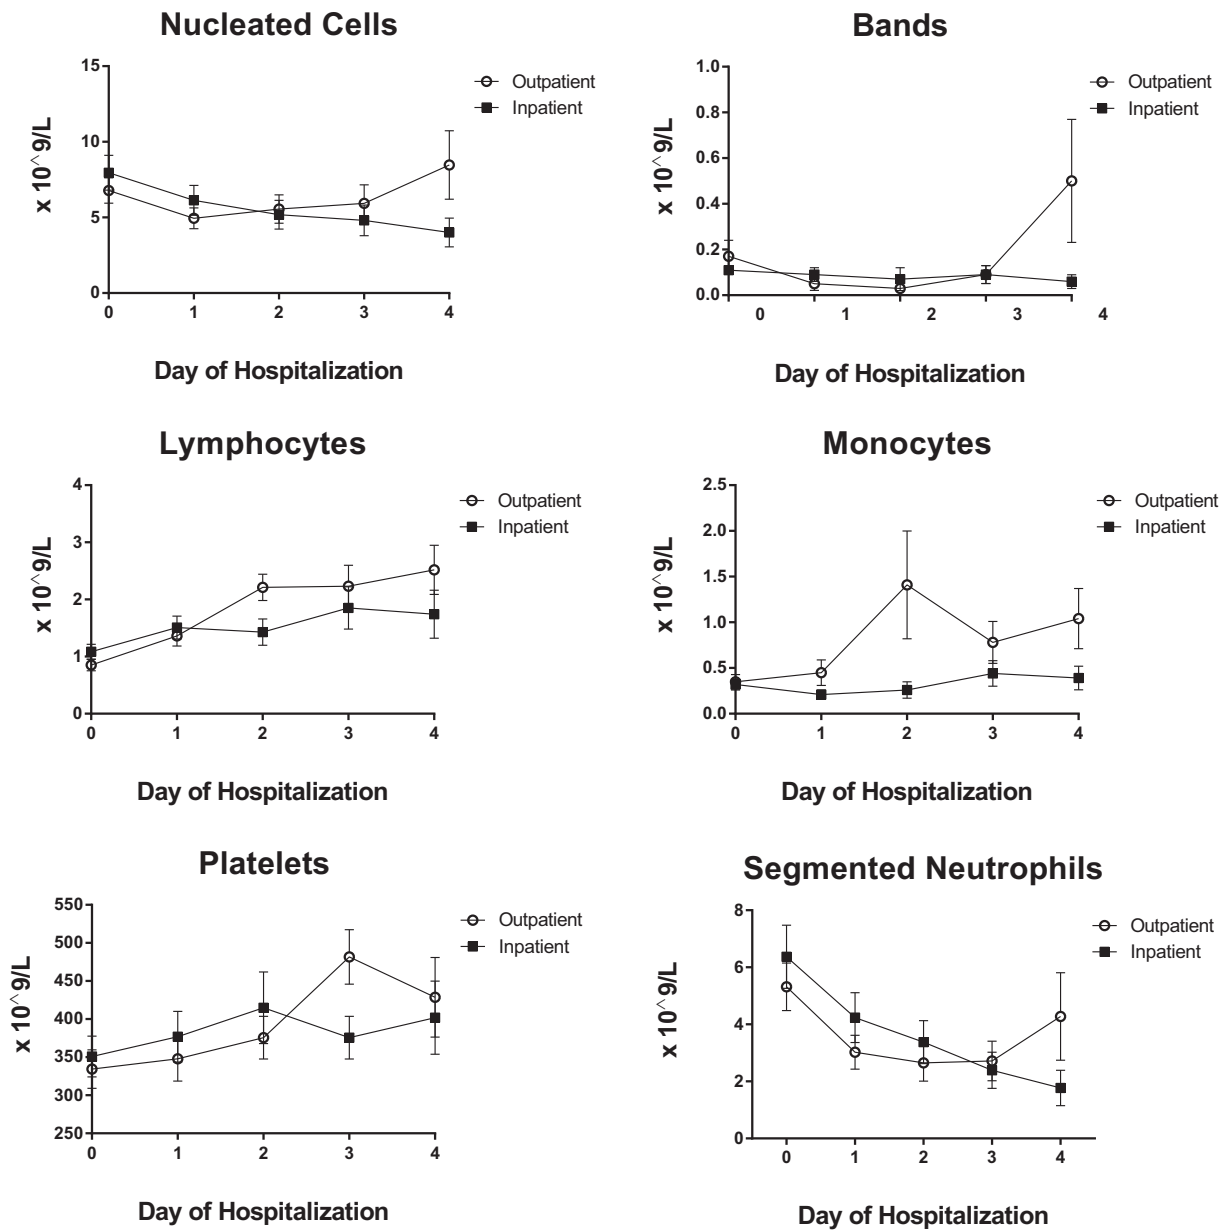 Nucleated Cells
15
10
5
0
x 10^9/L
0 1 2 3 4
Day of Hospitalization
Outpatient
Inpatient
Bands
1.0
0.8
0.6
0.4
0.2
0.0
x 10^9/L
0 1 2 3 4
Day of Hospitalization
Outpatient
Inpatient
Lymphocytes
4
3
2
1
0
x 10^9/L
0 1 2 3 4
Day of Hospitalization
Outpatient
Inpatient
Monocytes
2.5
2.0
1.5
1.0
0.5
0.0
x 10^9/L
0 1 2 3 4
Day of Hospitalization
Outpatient
Inpatient
Platelets
550
500
450
400
350
300
250
x 10^9/L
0 1 2 3 4
Day of Hospitalization
Outpatient
Inpatient
Segmented Neutrophils
8
6
4
2
0
x 10^9/L
0 1 2 3 4
Day of Hospitalization
Outpatient
Inpatient